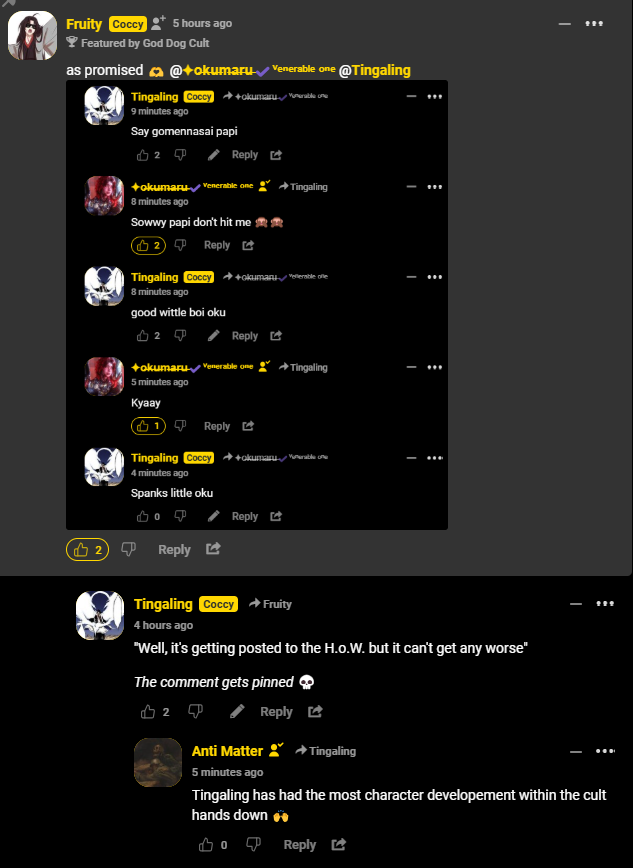 Fruity Coccy 5 hours ago
Featured by God Dog Cult
as promised 🫶 @✦o̶k̶u̶m̶a̶r̶u̶ ✔ ᵛᵉⁿᵉʳᵃᵇˡᵉ ᵒⁿᵉ @Tingaling
Tingaling Coccy ✦o̶k̶u̶m̶a̶r̶u̶ ✔ ᵛᵉⁿᵉʳᵃᵇˡᵉ ᵒⁿᵉ
9 minutes ago
Say gomennasai papi
2 Reply
✦o̶k̶u̶m̶a̶r̶u̶ ✔ ᵛᵉⁿᵉʳᵃᵇˡᵉ ᵒⁿᵉ Tingaling
8 minutes ago
Sowwy papi don't hit me 🙈🙈
2 Reply
Tingaling Coccy ✦o̶k̶u̶m̶a̶r̶u̶ ✔ ᵛᵉⁿᵉʳᵃᵇˡᵉ ᵒⁿᵉ
8 minutes ago
good wittle boi oku
2 Reply
✦o̶k̶u̶m̶a̶r̶u̶ ✔ ᵛᵉⁿᵉʳᵃᵇˡᵉ ᵒⁿᵉ Tingaling
5 minutes ago
Kyaay
1 Reply
Tingaling Coccy ✦o̶k̶u̶m̶a̶r̶u̶ ✔ ᵛᵉⁿᵉʳᵃᵇˡᵉ ᵒⁿᵉ
4 minutes ago
Spanks little oku
0 Reply
2 Reply
Tingaling Coccy Fruity
4 hours ago
"Well, it's getting posted to the H.o.W. but it can't get any worse"
The comment gets pinned 💀
2 Reply
Anti Matter Tingaling
5 minutes ago
Tingaling has had the most character developement within the cult
hands down 🙌
0 Reply